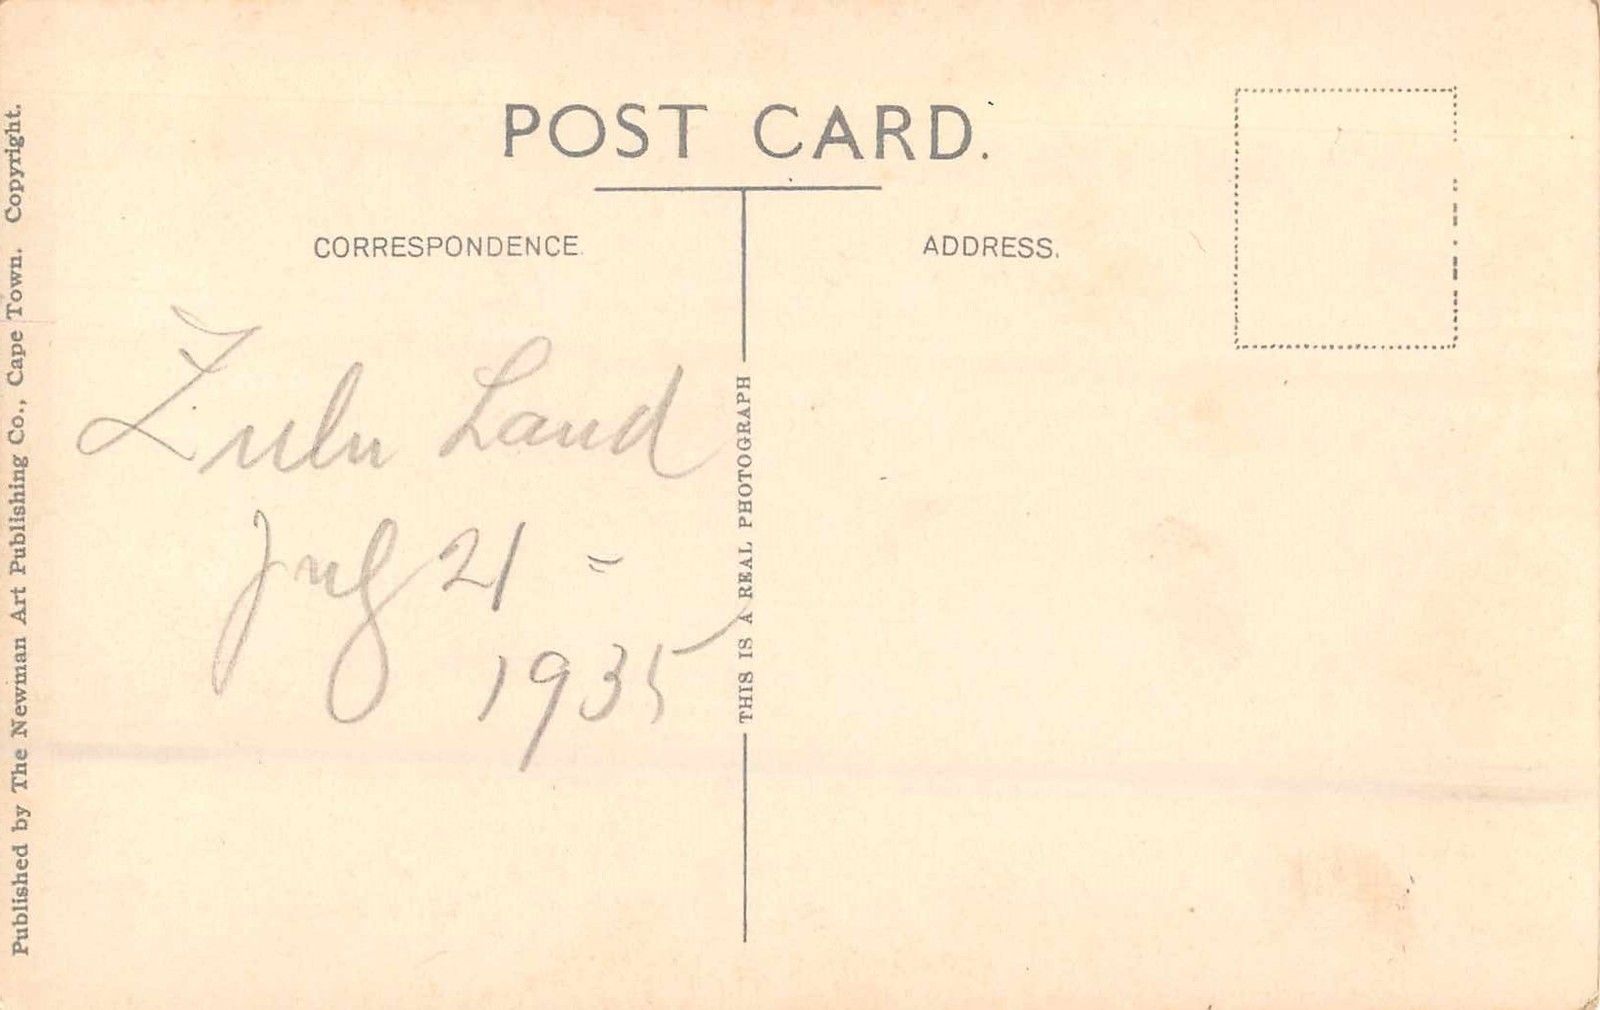 POST CARD.
CORRESPONDENCE.
ADDRESS.
Zulu Land
July 21 =
1935
THIS IS A REAL PHOTOGRAPH
Published by The Newman Art Publishing Co., Cape Town. Copyright.